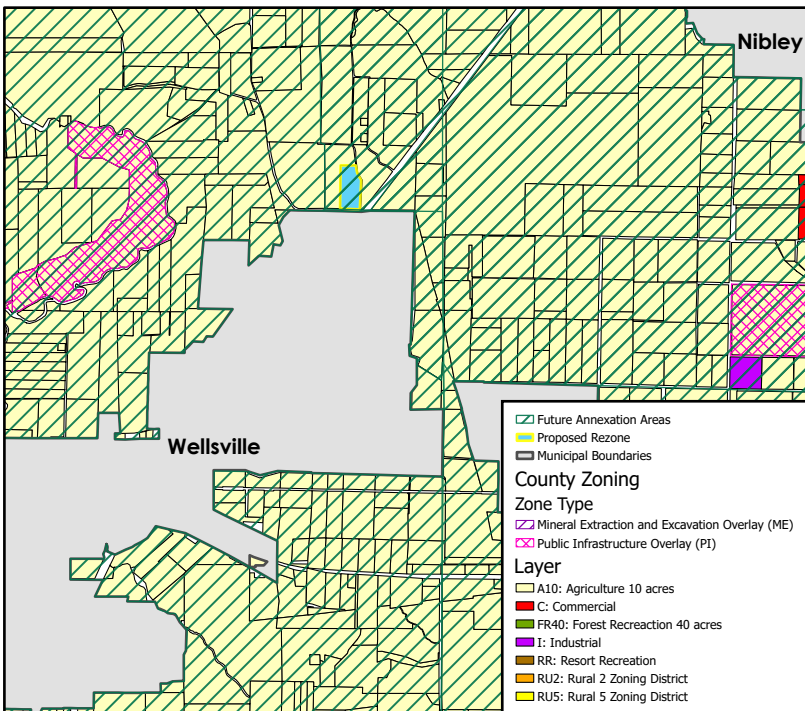 Nibley
Wellsville
Future Annexation Areas
Proposed Rezone
Municipal Boundaries
County Zoning
Zone Type
Mineral Extraction and Excavation Overlay (ME)
Public Infrastructure Overlay (PI)
Layer
A10: Agriculture 10 acres
C: Commercial
FR40: Forest Recreaction 40 acres
I: Industrial
RR: Resort Recreation
RU2: Rural 2 Zoning District
RU5: Rural 5 Zoning District